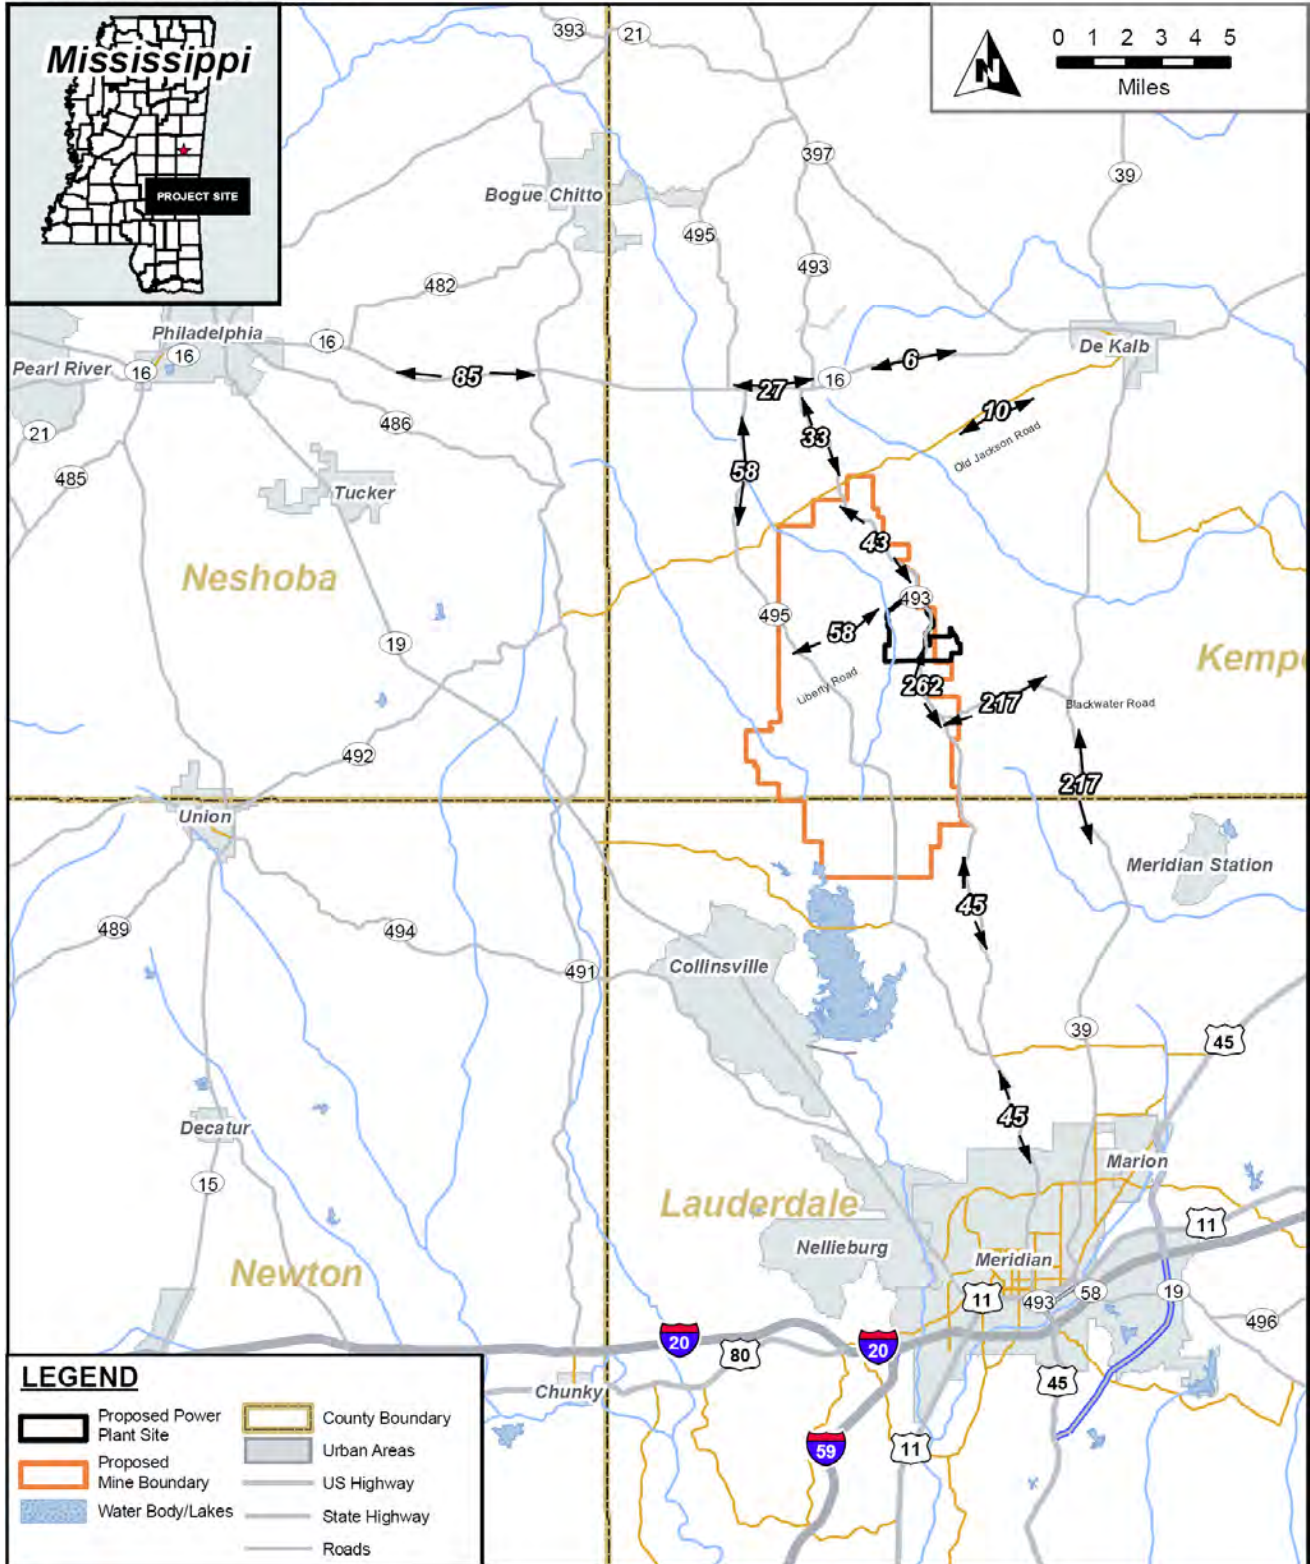 Mississippi
PROJECT SITE
N
0 1 2 3 4 5
Miles
393
21
397
39
Bogue Chitto
495
493
482
Philadelphia
16
16
16
Pearl River
De Kalb
85
27
16
6
10
Old Jackson Road
33
21
486
485
58
Tucker
43
Neshoba
493
495
58
19
Kemp
Liberty Road
262
217
Blackwater Road
492
217
Union
Meridian Station
45
489
494
491
Collinsville
39
45
45
Decatur
Marion
15
Lauderdale
11
Nellieburg
Meridian
Newton
11
493
58
19
496
20
20
80
45
Chunky
59
11
LEGEND
Proposed Power
Plant Site
Proposed
Mine Boundary
Water Body/Lakes
County Boundary
Urban Areas
US Highway
State Highway
Roads